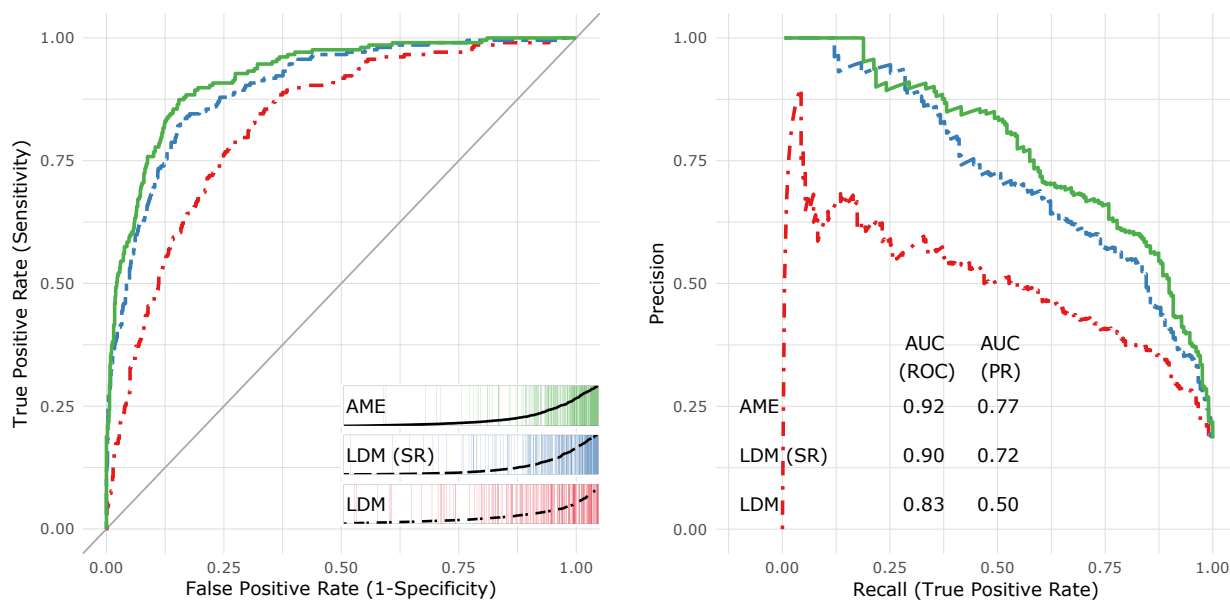 1.00
0.75
0.50
0.25
0.00
True Positive Rate (Sensitivity)
AME
LDM (SR)
LDM
0.00
0.25
0.50
0.75
1.00
False Positive Rate (1-Specificity)
1.00
0.75
0.50
0.25
0.00
Precision
AUC AUC
(ROC) (PR)
AME 0.92 0.77
LDM (SR) 0.90 0.72
LDM 0.83 0.50
0.00
0.25
0.50
0.75
1.00
Recall (True Positive Rate)